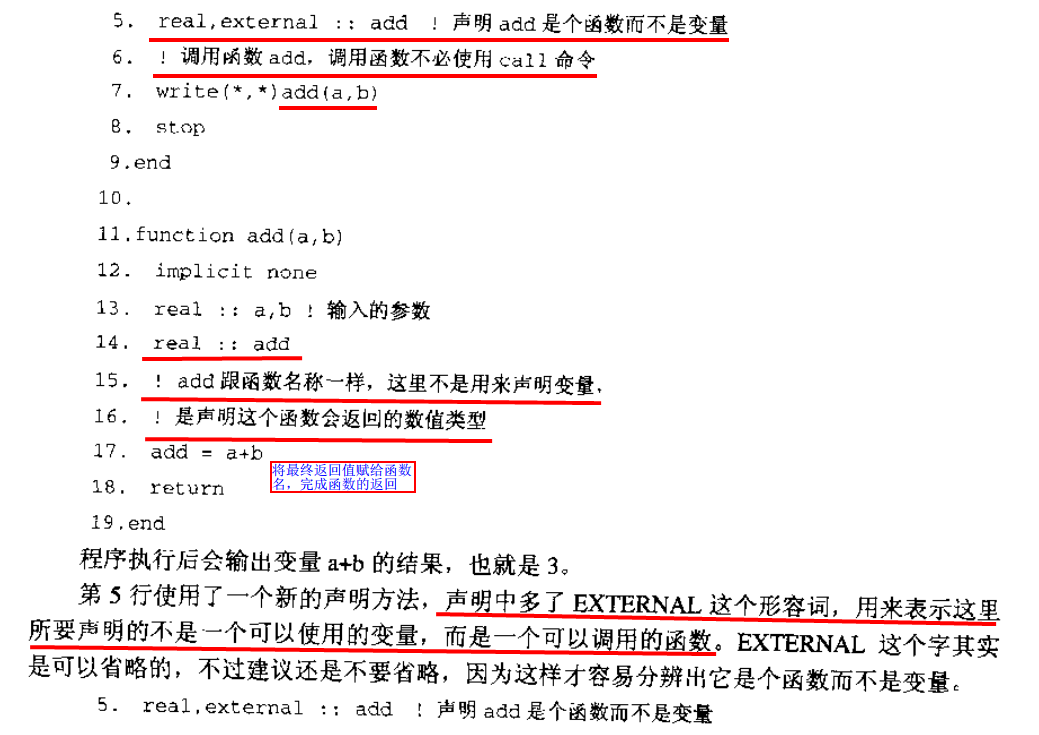 5. real,external :: add ! 声明 add 是个函数而不是变量
6. ! 调用函数 add，调用函数不必使用 call 命令
7. write(*,*)add(a,b)
8. stop
9.end
10.
11.function add(a,b)
12. implicit none
13. real :: a,b ! 输入的参数
14. real :: add
15. ! add 跟函数名称一样，这里不是用来声明变量，
16. ! 是声明这个函数会返回的数值类型
17. add = a+b
将最终返回值赋给函数
名，完成函数的返回
18. return
19.end
程序执行后会输出变量 a+b 的结果，也就是 3。
第 5 行使用了一个新的声明方法，声明中多了 EXTERNAL 这个形容词，用来表示这里
所要声明的不是一个可以使用的变量，而是一个可以调用的函数。EXTERNAL 这个字其实
是可以省略的，不过建议还是不要省略，因为这样才容易分辨出它是个函数而不是变量。
5. real,external :: add ! 声明 add 是个函数而不是变量